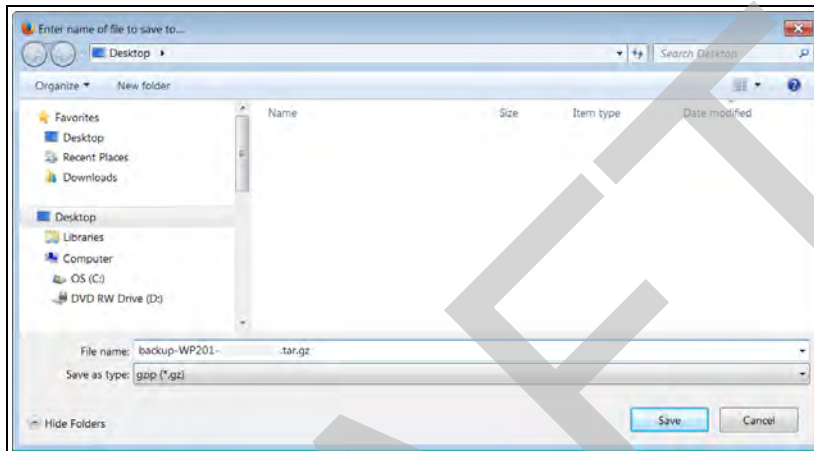 Enter name of file to save to...
Desktop
Search Desktop
Organize
New folder
Name
Size
Item type
Date modified
Favorites
Desktop
Recent Places
Downloads
Desktop
Libraries
Computer
OS (C:)
DVD RW Drive (D:)
File name: backup-WP201- .tar.gz
Save as type: gzip (*.gz)
Hide Folders
Save
Cancel